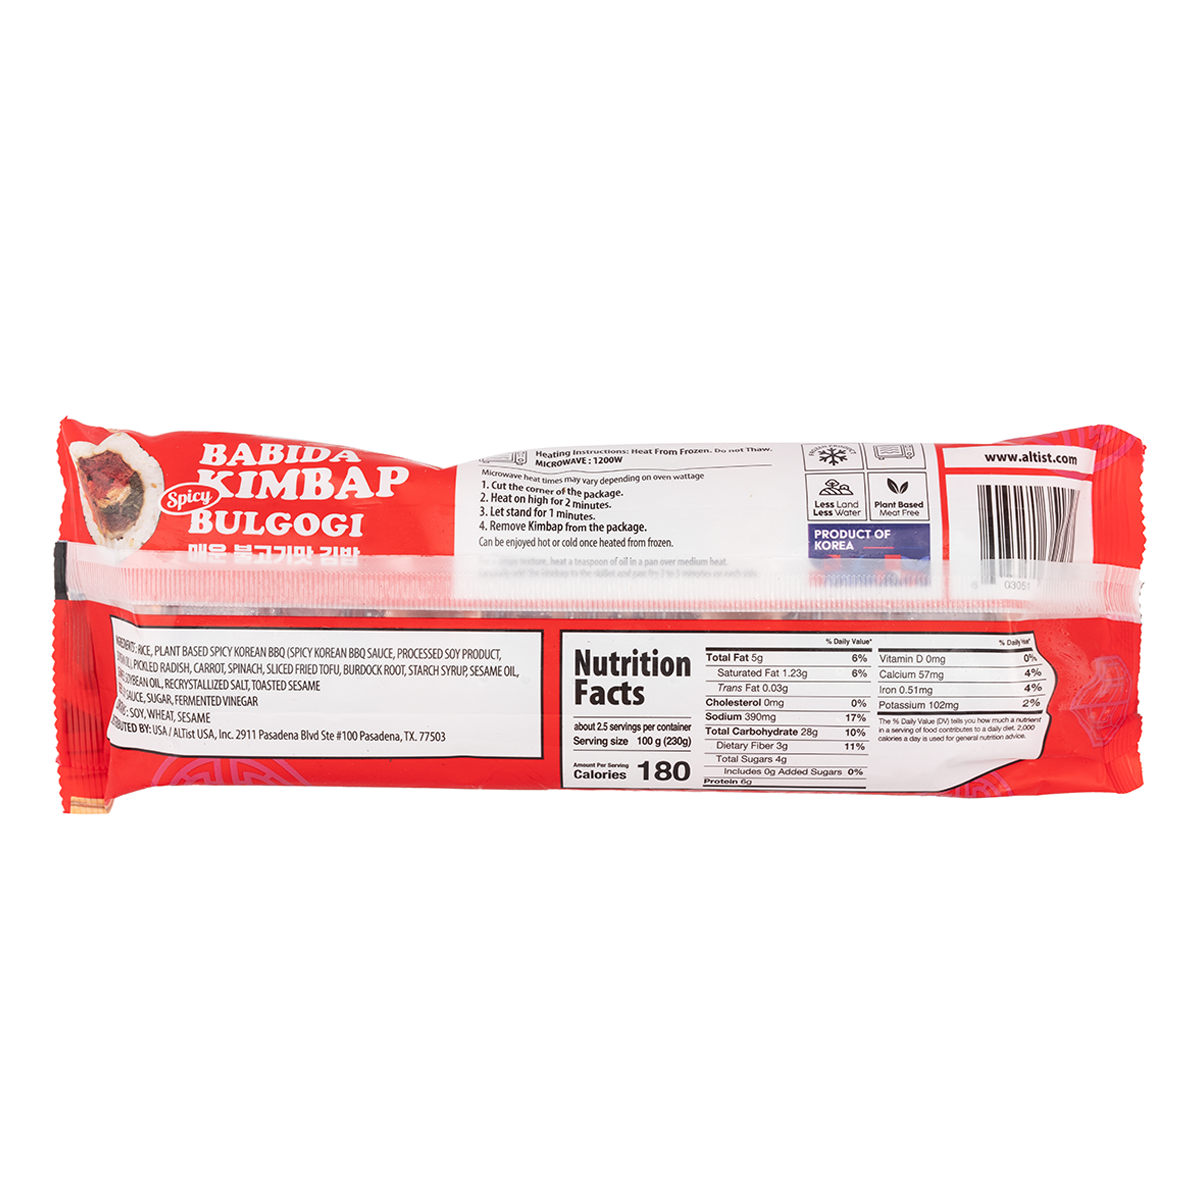 BABIDA
KIMBAP
Spicy
BULGOGI
매운 불고기맛 김밥
Heating Instructions: Heat From Frozen. Do not Thaw.
MICROWAVE : 1200W
Microwave heat times may vary depending on oven wattage
1. Cut the corner of the package.
2. Heat on high for 2 minutes.
3. Let stand for 1 minutes.
4. Remove Kimbap from the package.
Can be enjoyed hot or cold once heated from frozen.
texture, heat a teaspoon of oil in a pan over medium heat.
Less Land
Less Water
Plant Based
Meat Free
PRODUCT OF
KOREA
www.altist.com
03051
RICE, PLANT BASED SPICY KOREAN BBQ (SPICY KOREAN BBQ SAUCE, PROCESSED SOY PRODUCT,
PICKLED RADISH, CARROT, SPINACH, SLICED FRIED TOFU, BURDOCK ROOT, STARCH SYRUP, SESAME OIL,
OIL, RECRYSTALLIZED SALT, TOASTED SESAME
SAUCE, SUGAR, FERMENTED VINEGAR
: SOY, WHEAT, SESAME
BY: USA / ALTist USA, Inc. 2911 Pasadena Blvd Ste #100 Pasadena, TX. 77503
Nutrition
Facts
about 2.5 servings per container
Serving size 100 g (230g)
Amount Per Serving
Calories 180
% Daily Value*
Total Fat 5g 6%
Saturated Fat 1.23g 6%
Trans Fat 0.03g
Cholesterol 0mg 0%
Sodium 390mg 17%
Total Carbohydrate 28g 10%
Dietary Fiber 3g 11%
Total Sugars 4g
Includes 0g Added Sugars 0%
Protein 6g
% Daily
Vitamin D 0mg 0%
Calcium 57mg 4%
Iron 0.51mg 4%
Potassium 102mg 2%
The % Daily Value (DV) tells you how much a nutrient
in a serving of food contributes to a daily diet. 2,000
calories a day is used for general nutrition advice.